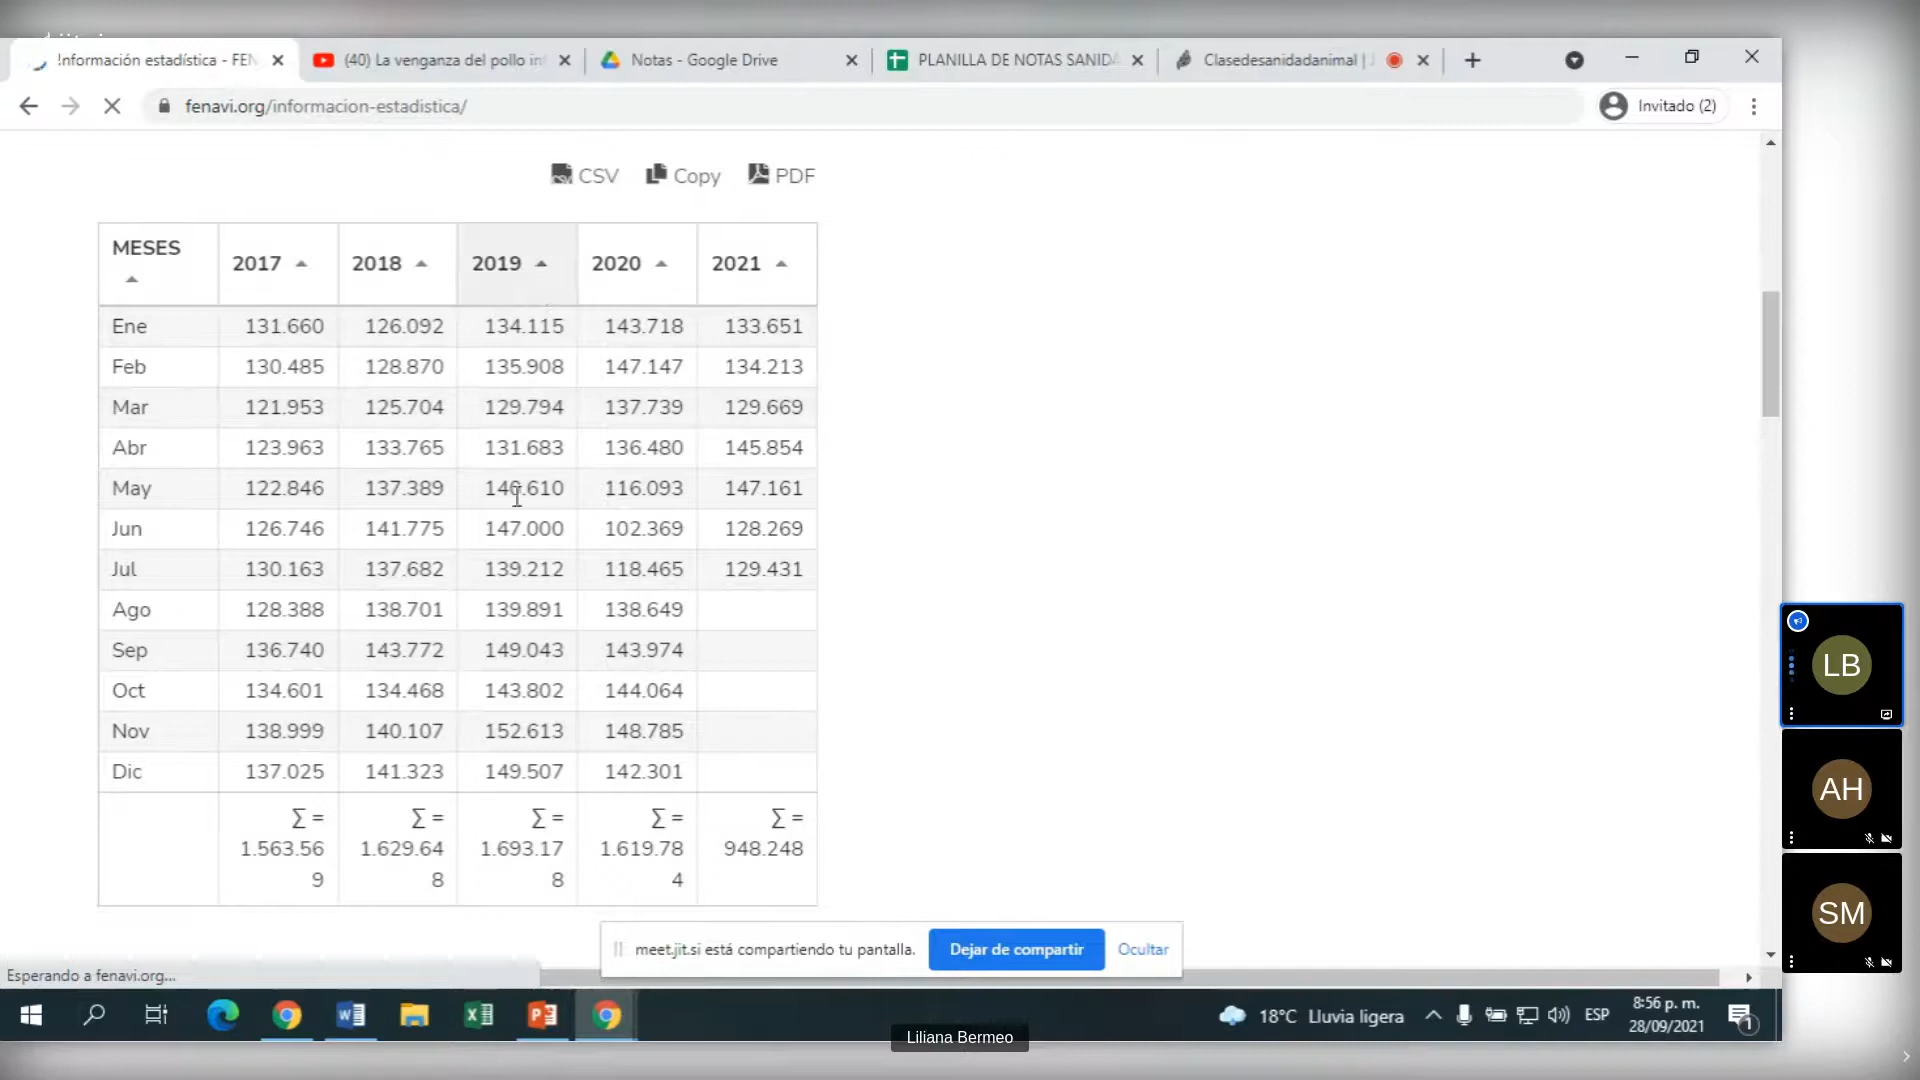 Información estadística - FEN
(40) La venganza del pollo in
Notas - Google Drive
PLANILLA DE NOTAS SANIDA
Clasedesanidadanimal |
fenavi.org/informacion-estadistica/
Invitado (2)
CSV Copy PDF
MESES 2017 2018 2019 2020 2021
Ene 131.660 126.092 134.115 143.718 133.651
Feb 130.485 128.870 135.908 147.147 134.213
Mar 121.953 125.704 129.794 137.739 129.669
Abr 123.963 133.765 131.683 136.480 145.854
May 122.846 137.389 140.610 116.093 147.161
Jun 126.746 141.775 147.000 102.369 128.269
Jul 130.163 137.682 139.212 118.465 129.431
Ago 128.388 138.701 139.891 138.649
Sep 136.740 143.772 149.043 143.974
Oct 134.601 134.468 143.802 144.064
Nov 138.999 140.107 152.613 148.785
Dic 137.025 141.323 149.507 142.301
∑ = ∑ = ∑ = ∑ = ∑ =
1.563.56 1.629.64 1.693.17 1.619.78 948.248
9 8 8 4
LB
AH
SM
meet.jit.si está compartiendo tu pantalla. Dejar de compartir Ocultar
Esperando a fenavi.org...
18°C Lluvia ligera ESP 8:56 p. m.
28/09/2021
1
Liliana Bermeo